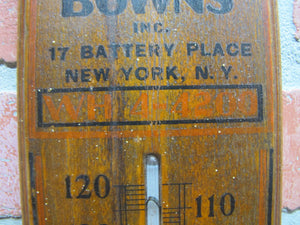 BOWNS
INC.
17 BATTERY PLACE
NEW YORK, N. Y.
120
110